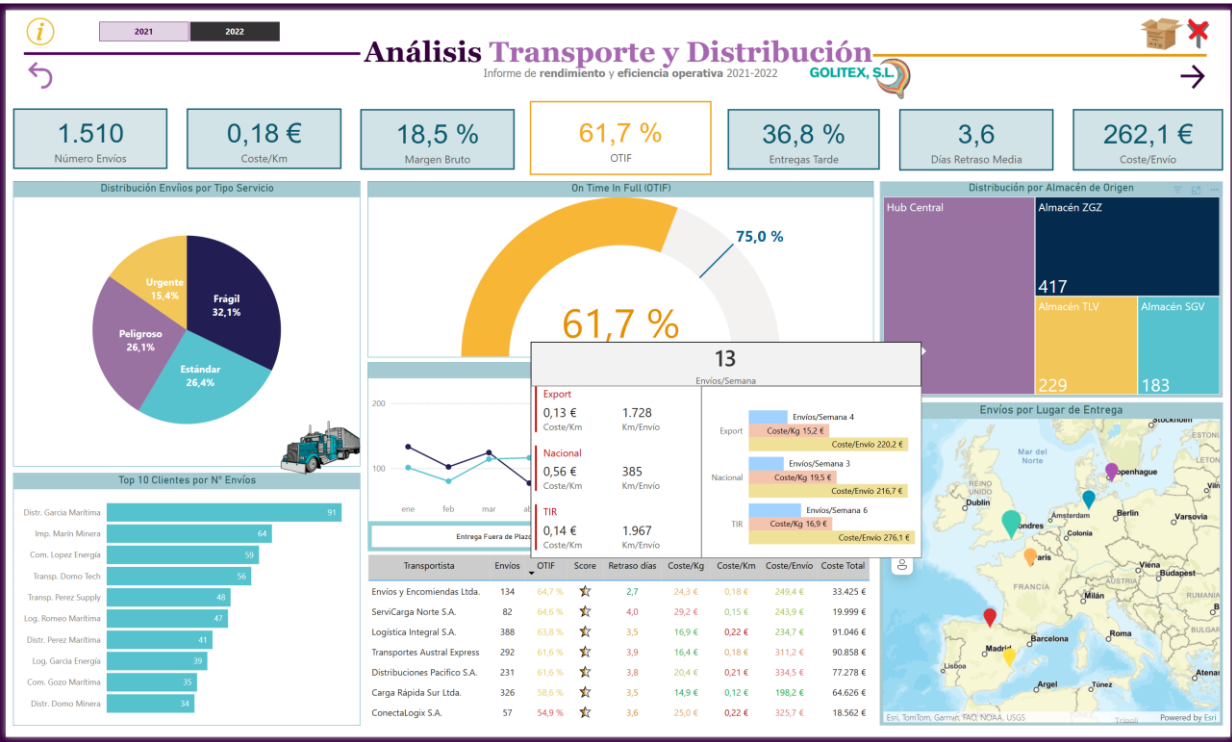 2021 2022
Análisis Transporte y Distribución
Informe de rendimiento y eficiencia operativa 2021-2022
GOLITEX, S.L.
1.510
Número Envíos
0,18 €
Coste/Km
18,5 %
Margen Bruto
61,7 %
OTIF
36,8 %
Entregas Tarde
3,6
Días Retraso Media
262,1 €
Coste/Envío
Distribución Envíios por Tipo Servicio
Urgente
15,4%
Frágil
32,1%
Peligroso
26,1%
Estándar
26,4%
Top 10 Clientes por Nº Envíos
Distr. Garcia Marítima 91
Imp. Marín Minera 64
Com. Lopez Energía 59
Transp. Domo Tech 56
Transp. Perez Supply 48
Log. Romeo Marítima 47
Distr. Perez Marítima 41
Log. Garcia Energía 39
Com. Gozo Marítima 35
Distr. Domo Minera 34
On Time In Full (OTIF)
75,0 %
61,7 %
200
100
ene feb mar
Entrega Fuera de Plazo
13
Envíos/Semana
Export
0,13 € 1.728
Coste/Km Km/Envío
Nacional
0,56 € 385
Coste/Km Km/Envío
TIR
0,14 € 1.967
Coste/Km Km/Envío
Export
Envíos/Semana 4
Coste/Kg 15,2 €
Coste/Envío 220,2 €
Nacional
Envíos/Semana 3
Coste/Kg 19,5 €
Coste/Envío 216,7 €
TIR
Envíos/Semana 6
Coste/Kg 16,9 €
Coste/Envío 276,1 €
Transportista Envíos OTIF Score Retraso días Coste/Kg Coste/Km Coste/Envío Coste Total
Envíos y Encomiendas Ltda. 134 64,7 % 2,7 24,3 € 0,18 € 249,4 € 33.425 €
ServiCarga Norte S.A. 82 64,6 % 4,0 29,2 € 0,15 € 243,9 € 19.999 €
Logística Integral S.A. 388 63,8 % 3,5 16,9 € 0,22 € 234,7 € 91.046 €
Transportes Austral Express 292 61,6 % 3,9 16,4 € 0,18 € 311,2 € 90.858 €
Distribuciones Pacífico S.A. 231 61,6 % 3,8 20,4 € 0,21 € 334,5 € 77.278 €
Carga Rápida Sur Ltda. 326 58,6 % 3,5 14,9 € 0,12 € 198,2 € 64.626 €
ConectaLogix S.A. 57 54,9 % 3,6 25,0 € 0,22 € 325,7 € 18.562 €
Distribución por Almacén de Origen
Hub Central
Almacén ZGZ
417
Almacén TLV
229
Almacén SGV
183
Envíos por Lugar de Entrega
Mar del
Norte
REINO
UNIDO
Dublin
Amsterdam
Berlin
Varsovia
Colonia
Viena
Budapest
AUSTRIA
FRANCIA
Milán
Roma
Barcelona
Lisboa
Argel
Túnez
Esri, TomTom, Garmin, FAO, NOAA, USGS
Powered by Esri